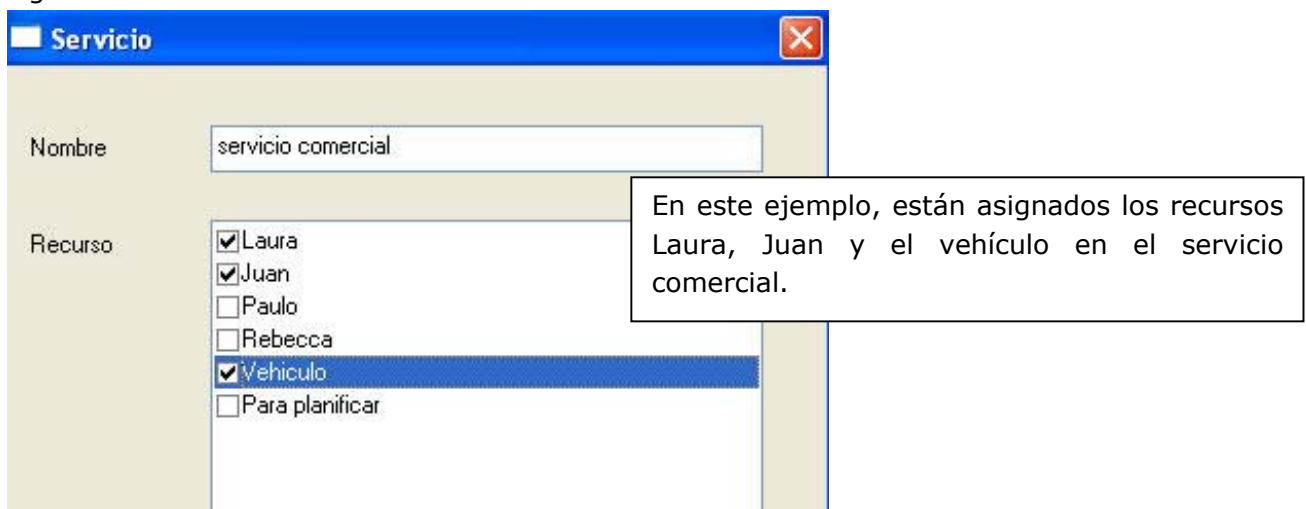 Servicio
Nombre
servicio comercial
En este ejemplo, están asignados los recursos
Laura, Juan y el vehículo en el servicio
comercial.
Recurso
Laura
Juan
Paulo
Rebecca
Vehiculo
Para planificar